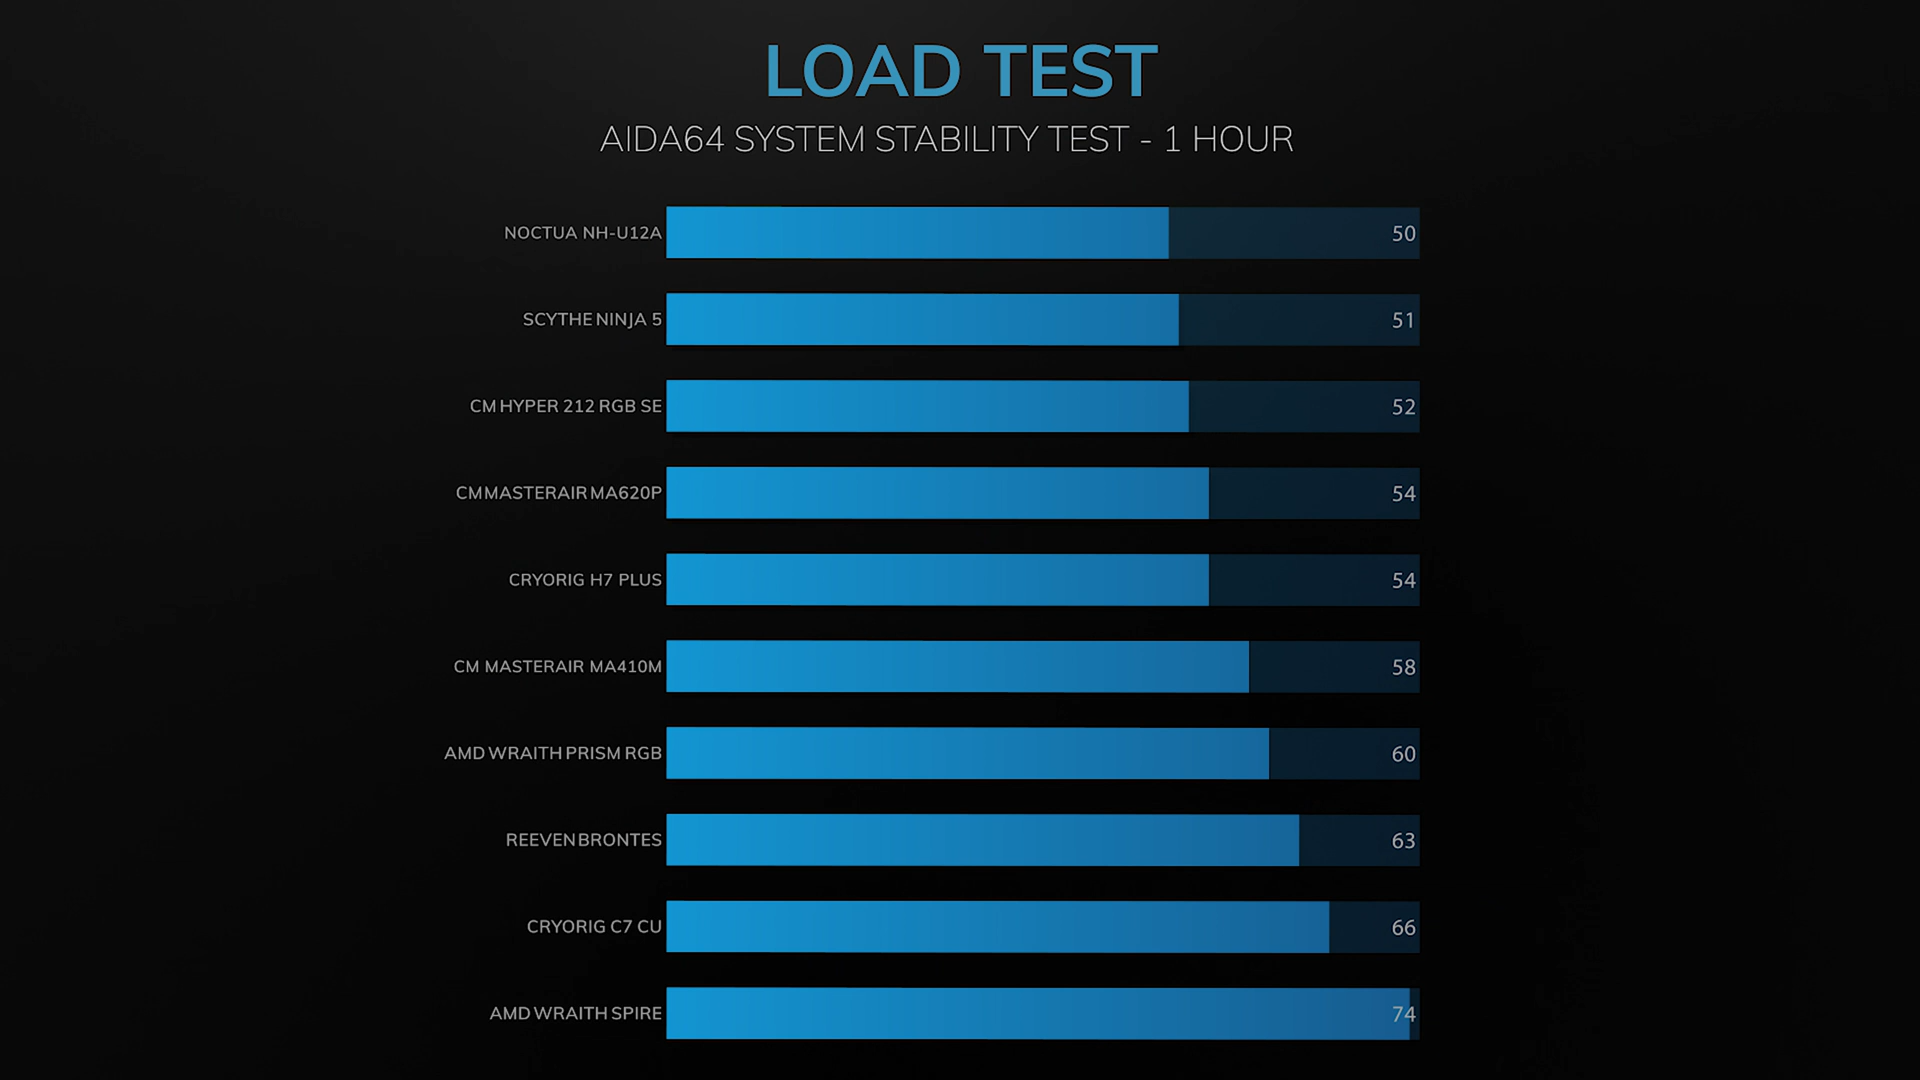 LOAD TEST
AIDA64 SYSTEM STABILITY TEST - 1 HOUR
NOCTUA NH-U12A 50
SCYTHE NINJA 5 51
CM HYPER 212 RGB SE 52
CM MASTERAIR MA620P 54
CRYORIG H7 PLUS 54
CM MASTERAIR MA410M 58
AMD WRAITH PRISM RGB 60
REEVEN BRONTES 63
CRYORIG C7 CU 66
AMD WRAITH SPIRE 74